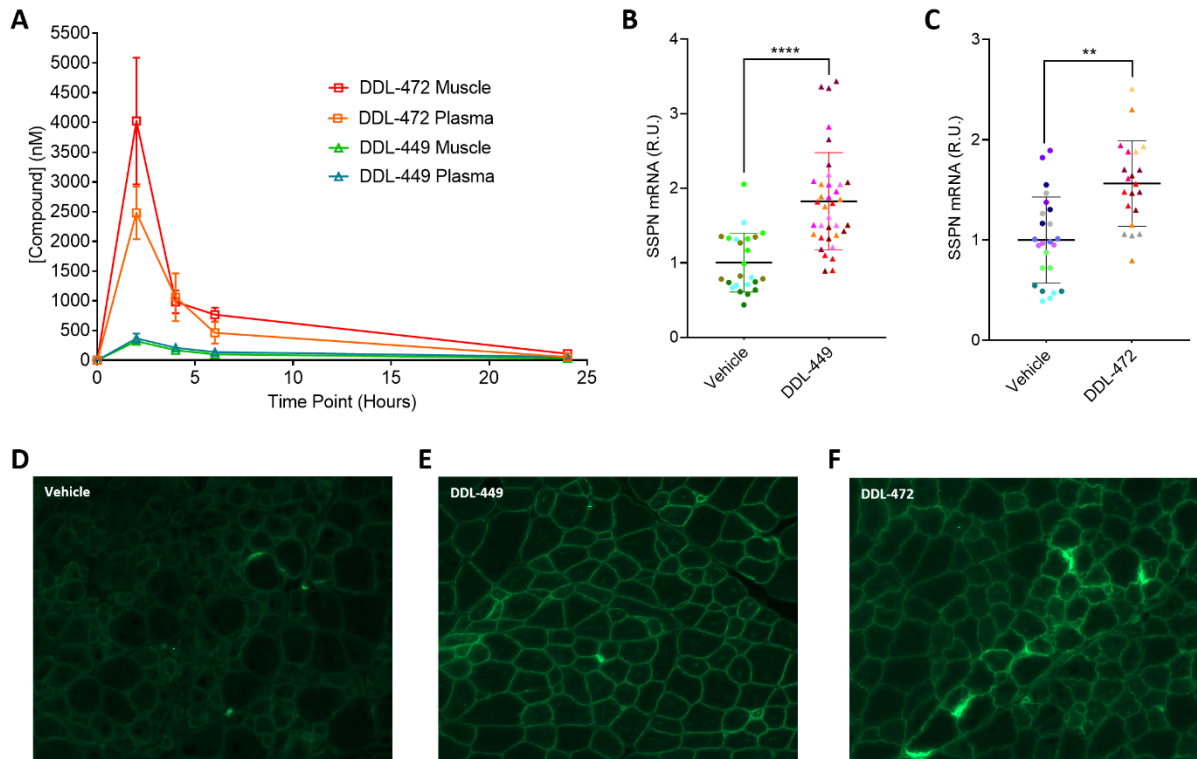 A
[Compound] (nM)
5500
5000
4500
4000
3500
3000
2500
2000
1500
1000
500
0
0
5
10
15
20
25
Time Point (Hours)
DDL-472 Muscle
DDL-472 Plasma
DDL-449 Muscle
DDL-449 Plasma
B
SSPN mRNA (R.U.)
4
3
2
1
0
****
Vehicle
DDL-449
C
SSPN mRNA (R.U.)
3
2
1
0
**
Vehicle
DDL-472
D
Vehicle
E
DDL-449
F
DDL-472